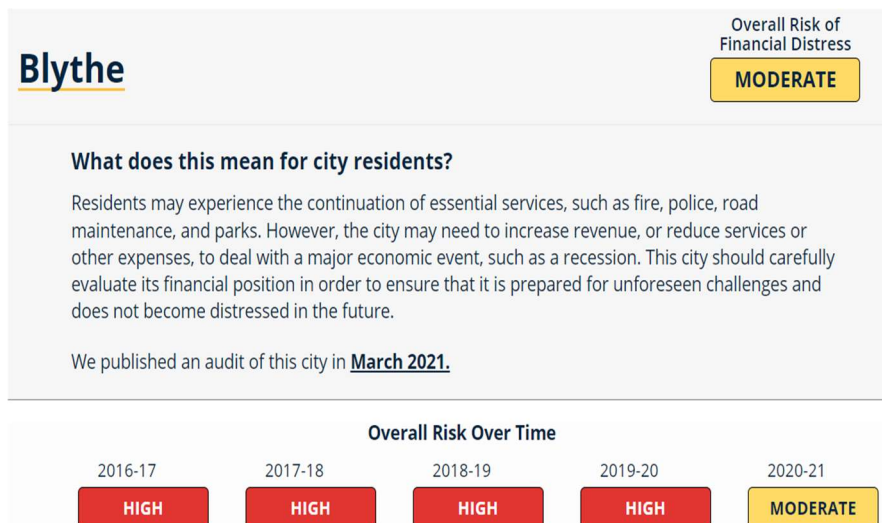 Blythe
Overall Risk of
Financial Distress
MODERATE
What does this mean for city residents?
Residents may experience the continuation of essential services, such as fire, police, road
maintenance, and parks. However, the city may need to increase revenue, or reduce services or
other expenses, to deal with a major economic event, such as a recession. This city should carefully
evaluate its financial position in order to ensure that it is prepared for unforeseen challenges and
does not become distressed in the future.
We published an audit of this city in March 2021.
Overall Risk Over Time
2016-17 2017-18 2018-19 2019-20 2020-21
HIGH HIGH HIGH HIGH MODERATE